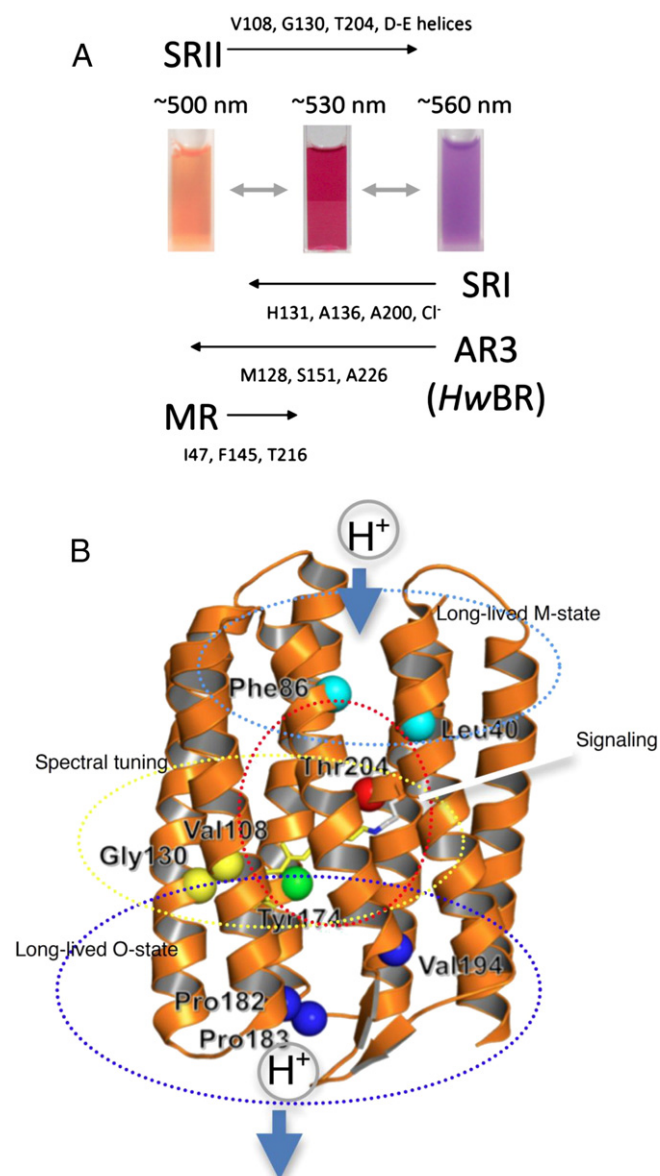 A
V108, G130, T204, D-E helices
SRII
~500 nm ~530 nm ~560 nm
SRI
H131, A136, A200, Cl-
AR3
M128, S151, A226
(HwBR)
MR
I47, F145, T216
B
H+
Long-lived M-state
Phe86
Leu40
Signaling
Thr204
Spectral tuning
Val108
Gly130
Tyr174
Long-lived O-state
Val194
Pro182
Pro183
H+